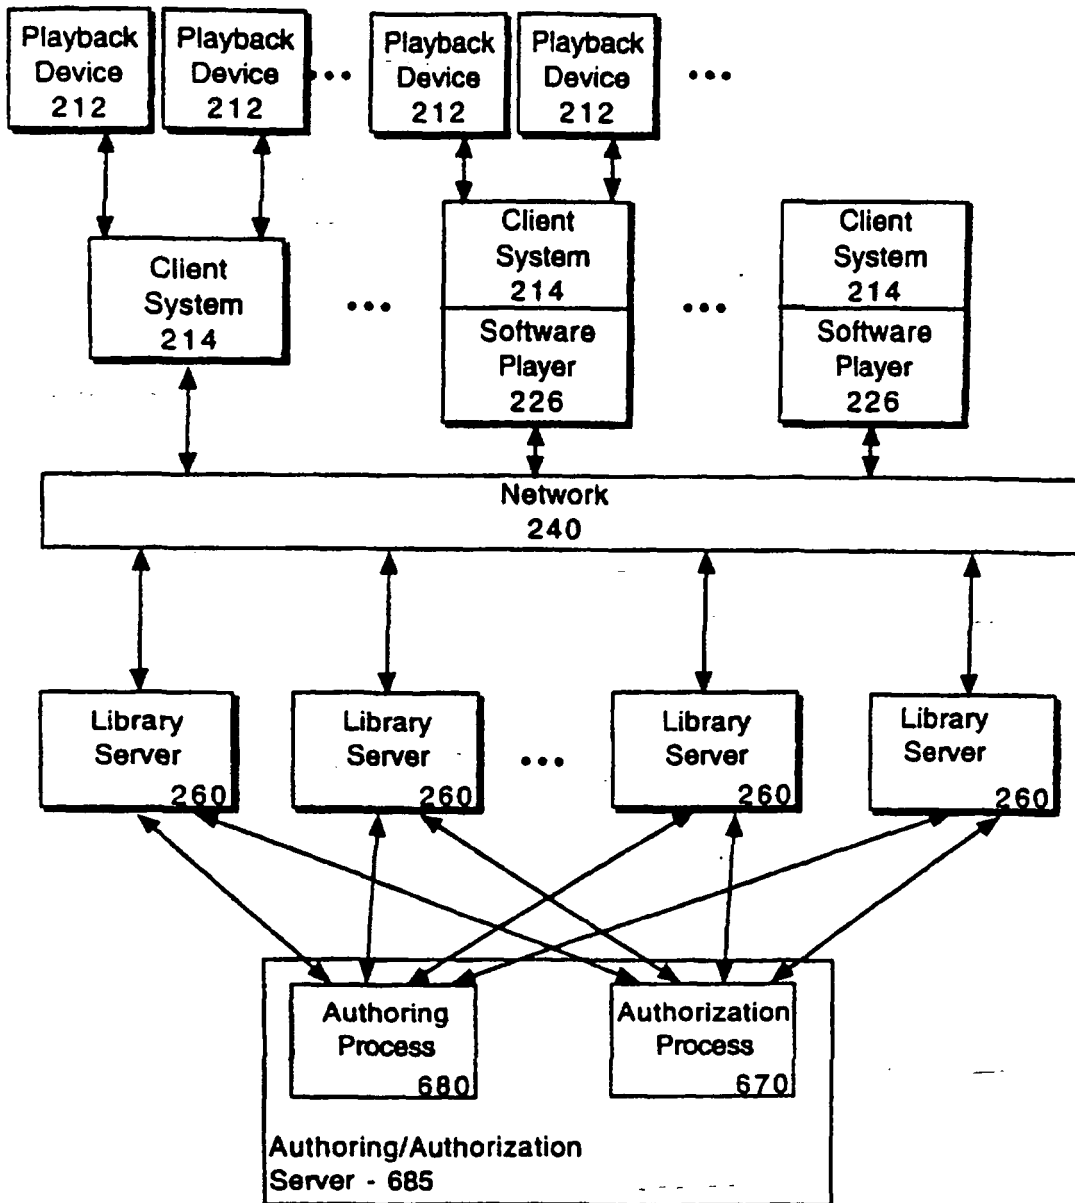 Playback
Device
212
Playback
Device
212
...
Playback
Device
212
Playback
Device
212
...
Client
System
214
...
Client
System
214
Software
Player
226
...
Client
System
214
Software
Player
226
Network
240
Library
Server
260
Library
Server
260
...
Library
Server
260
Library
Server
260
Authoring
Process
680
Authorization
Process
670
Authoring/Authorization
Server - 685